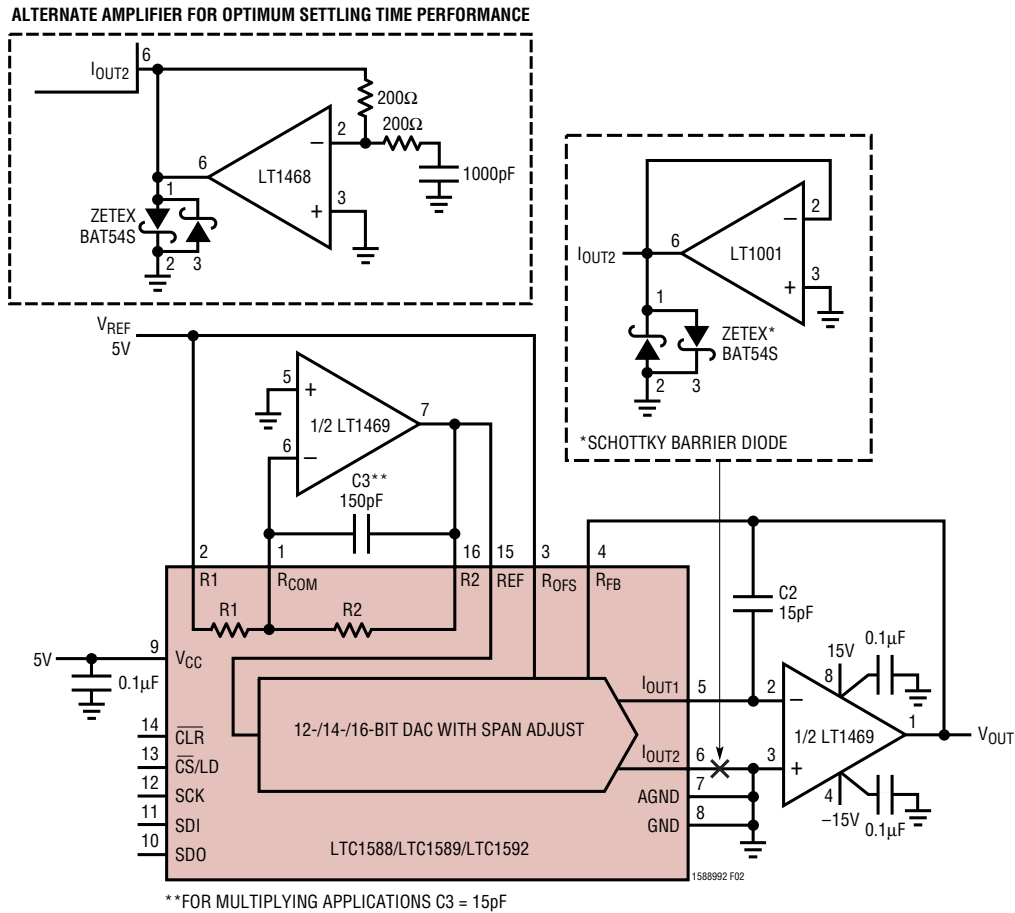 ALTERNATE AMPLIFIER FOR OPTIMUM SETTLING TIME PERFORMANCE
IOUT2
6
200Ω
200Ω
2
–
6
LT1468
1000pF
3
+
1
ZETEX
BAT54S
2
3
2
–
IOUT2
6
LT1001
3
+
1
ZETEX*
BAT54S
2
3
*SCHOTTKY BARRIER DIODE
VREF
5V
5
+
7
1/2 LT1469
6
–
C3**
150pF
2
1
16
15
3
4
R1
RCOM
R2
REF
ROFS
RFB
R1
R2
C2
15pF
5V
9
VCC
0.1µF
15V
0.1µF
8
IOUT1
5
2
–
1
12-/14-/16-BIT DAC WITH SPAN ADJUST
1/2 LT1469
VOUT
14
CLR
IOUT2
6
3
+
13
CS/LD
7
12
SCK
AGND
4
–15V
0.1µF
11
SDI
GND
8
10
SDO
LTC1588/LTC1589/LTC1592
1588992 F02
**FOR MULTIPLYING APPLICATIONS C3 = 15pF